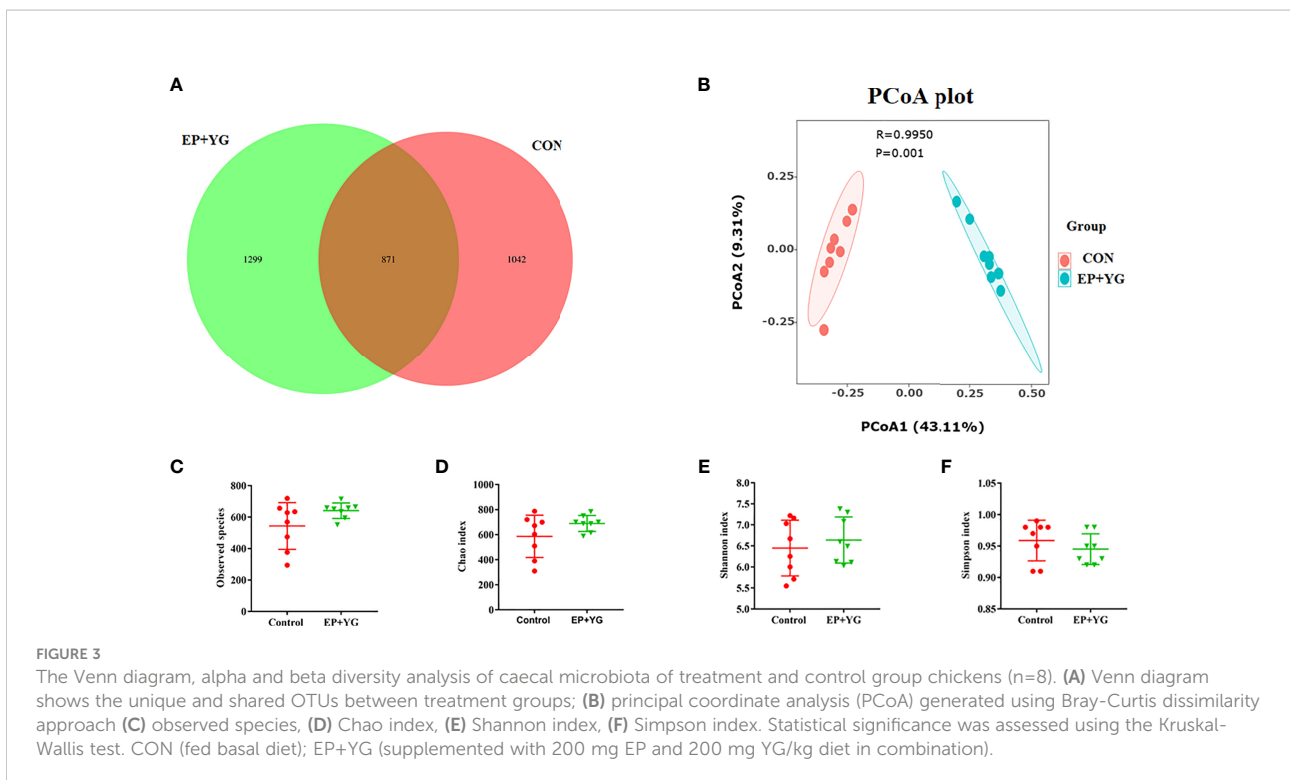 A
EP+YG
CON
1299
871
1042
B
PCoA plot
R=0.9950
P=0.001
0.25
0.00
-0.25
PCoA2 (9.31%)
-0.25
0.00
0.25
0.50
PCoA1 (43.11%)
Group
CON
EP+YG
C
800
600
400
200
0
Observed species
Control
EP+YG
D
1000
800
600
400
200
0
Chao index
Control
EP+YG
E
8.0
7.5
7.0
6.5
6.0
5.5
5.0
Shannon index
Control
EP+YG
F
1.05
1.00
0.95
0.90
0.85
Simpson index
Control
EP+YG
FIGURE 3
The Venn diagram, alpha and beta diversity analysis of caecal microbiota of treatment and control group chickens (n=8). (A) Venn diagram
shows the unique and shared OTUs between treatment groups; (B) principal coordinate analysis (PCoA) generated using Bray-Curtis dissimilarity
approach (C) observed species, (D) Chao index, (E) Shannon index, (F) Simpson index. Statistical significance was assessed using the Kruskal-
Wallis test. CON (fed basal diet); EP+YG (supplemented with 200 mg EP and 200 mg YG/kg diet in combination).